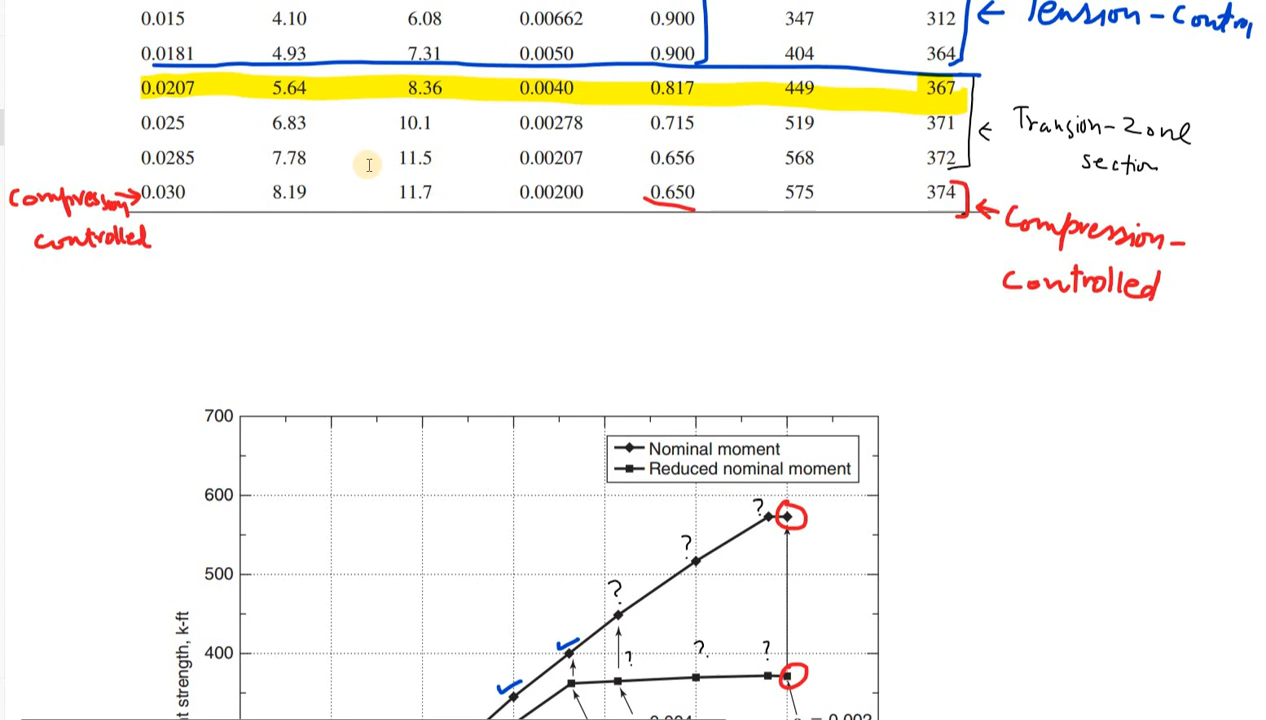 0.015 4.10 6.08 0.00662 0.900 347 312 ← Tension-Contr
0.0181 4.93 7.31 0.0050 0.900 404 364
0.0207 5.64 8.36 0.0040 0.817 449 367
0.025 6.83 10.1 0.00278 0.715 519 371
← Transion-Zone
section
0.0285 7.78 11.5 0.00207 0.656 568 372
Compression → 0.030 8.19 11.7 0.00200 0.650 575 374
controlled
← Compression-
Controlled
700
Nominal moment
Reduced nominal moment
600
?
?
500
?
400
? ? ?
t strength, k-ft